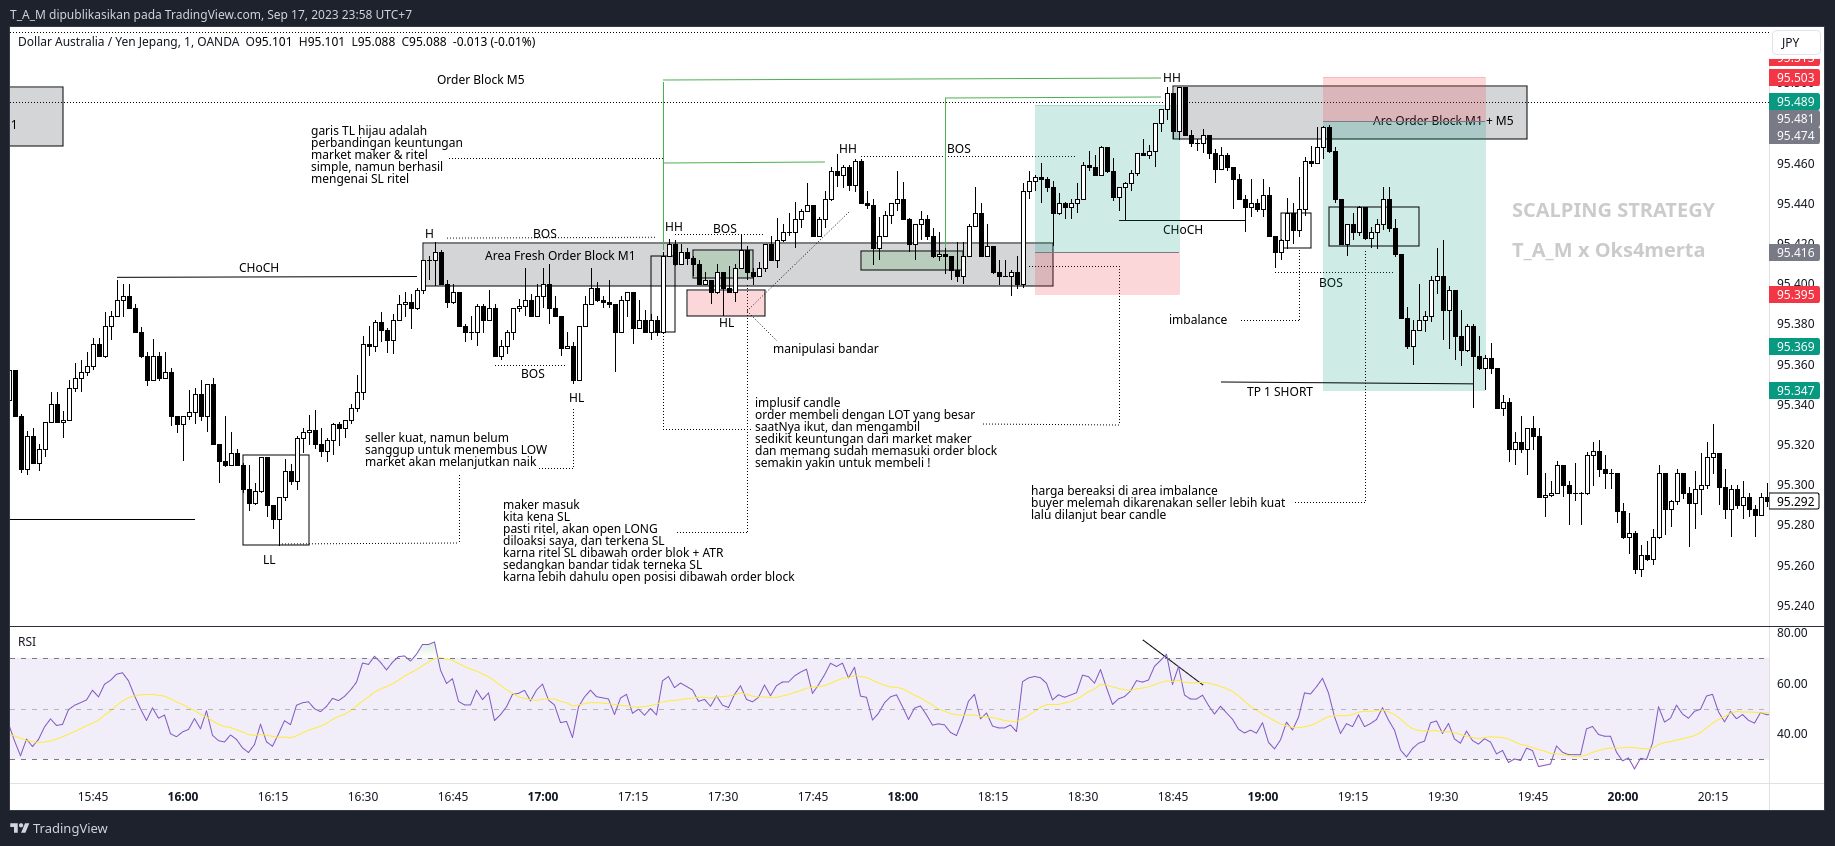 T_A_M dipublikasikan pada TradingView.com, Sep 17, 2023 23:58 UTC+7
Dollar Australia / Yen Jepang, 1, OANDA O95.101 H95.101 L95.088 C95.088 -0.013 (-0.01%)
JPY
95.503
95.489
95.481
95.474
95.460
95.440
95.420
95.416
95.400
95.395
95.380
95.369
95.360
95.347
95.340
95.320
95.300
95.292
95.280
95.260
95.240
1
Order Block M5
HH
Are Order Block M1 + M5
garis TL hijau adalah
perbandingan keuntungan
market maker & ritel
simple, namun berhasil
mengenai SL ritel
HH
BOS
SCALPING STRATEGY
T_A_M x Oks4merta
H
BOS
HH
BOS
CHoCH
Area Fresh Order Block M1
CHoCH
BOS
HL
imbalance
manipulasi bandar
BOS
HL
TP 1 SHORT
implusif candle
order membeli dengan LOT yang besar
saatNya ikut, dan mengambil
sedikit keuntungan dari market maker
dan memang sudah memasuki order block
semakin yakin untuk membeli !
seller kuat, namun belum
sanggup untuk menembus LOW
market akan melanjutkan naik
harga bereaksi di area imbalance
buyer melemah dikarenakan seller lebih kuat
lalu dilanjut bear candle
maker masuk
kita kena SL
pasti ritel, akan open LONG
diloaksi saya, dan terkena SL
karna ritel SL dibawah order blok + ATR
sedangkan bandar tidak terneka SL
karna lebih dahulu open posisi dibawah order block
LL
RSI
80.00
60.00
40.00
15:45 16:00 16:15 16:30 16:45 17:00 17:15 17:30 17:45 18:00 18:15 18:30 18:45 19:00 19:15 19:30 19:45 20:00 20:15
TradingView